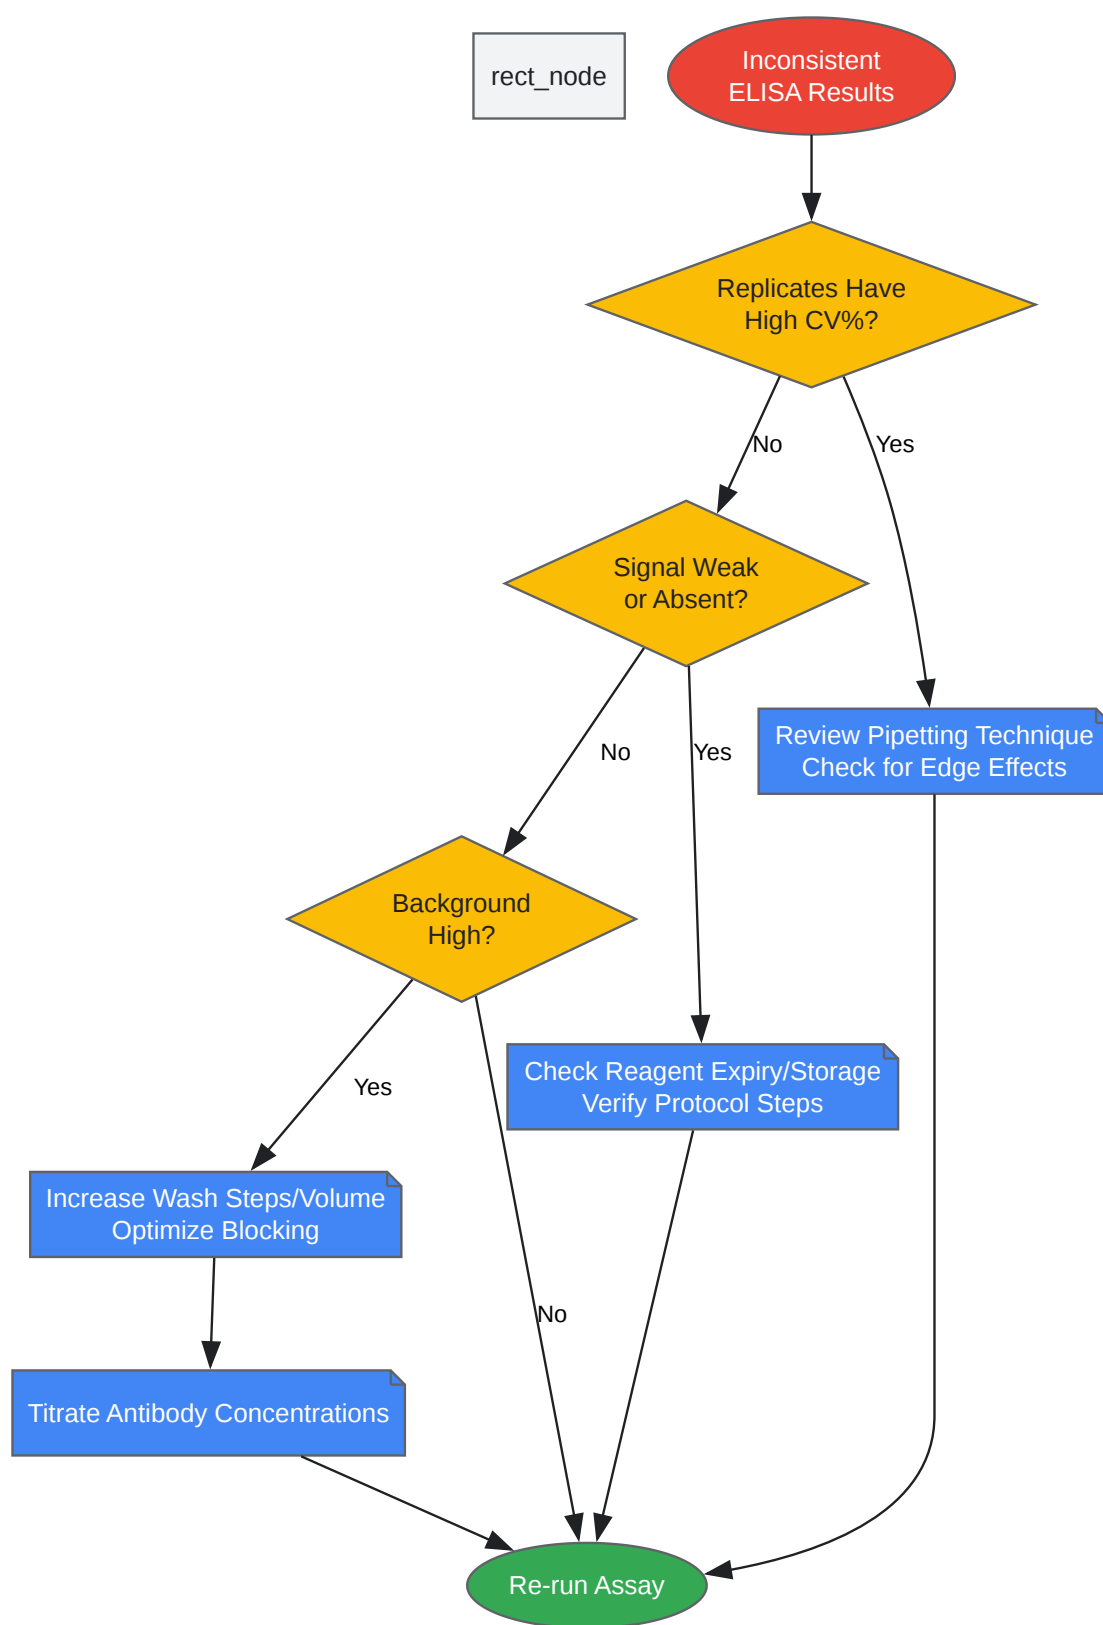 rect_node
Inconsistent
ELISA Results
Replicates Have
High CV%?
No
Yes
Signal Weak
or Absent?
No
Yes
Review Pipetting Technique
Check for Edge Effects
Background
High?
Yes
Check Reagent Expiry/Storage
Verify Protocol Steps
Increase Wash Steps/Volume
Optimize Blocking
No
Titrate Antibody Concentrations
Re-run Assay